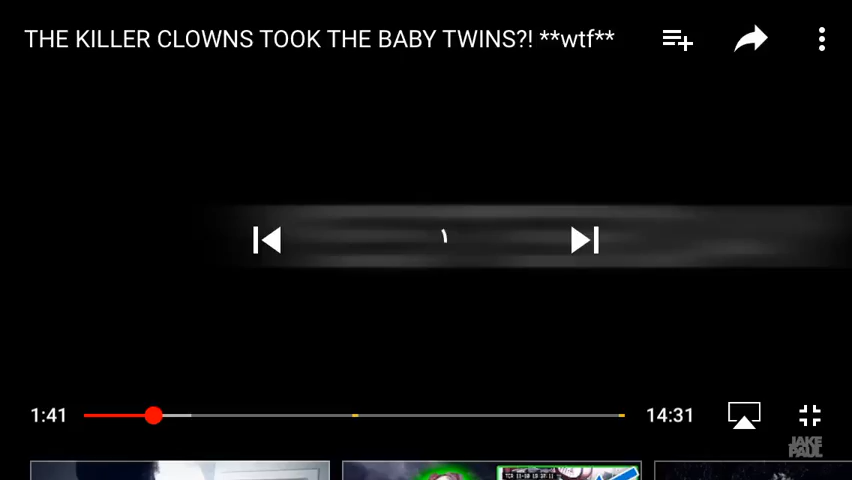 THE KILLER CLOWNS TOOK THE BABY TWINS?! **wtf**
1:41
14:31
JAKE
PAUL